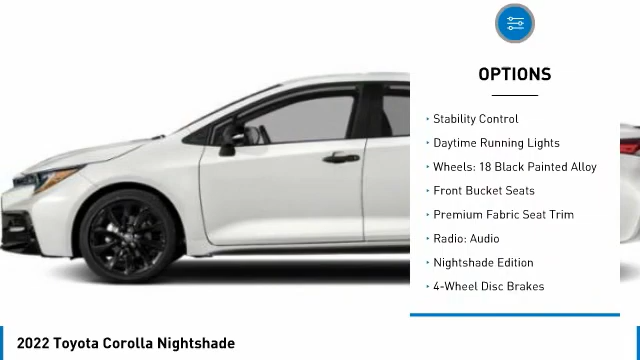 OPTIONS
• Stability Control
• Daytime Running Lights
• Wheels: 18 Black Painted Alloy
• Front Bucket Seats
• Premium Fabric Seat Trim
• Radio: Audio
• Nightshade Edition
• 4-Wheel Disc Brakes
2022 Toyota Corolla Nightshade